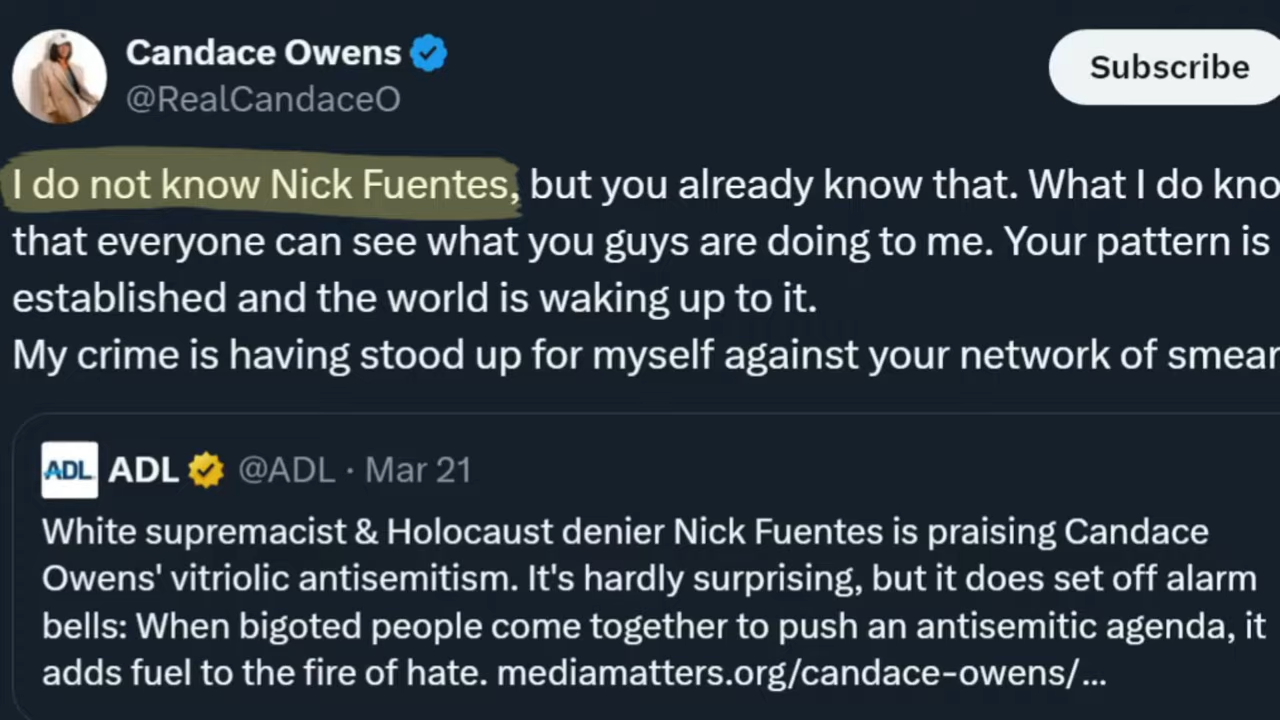 Candace Owens
@RealCandaceO
Subscribe
I do not know Nick Fuentes, but you already know that. What I do kno
that everyone can see what you guys are doing to me. Your pattern is
established and the world is waking up to it.
My crime is having stood up for myself against your network of smear
ADL
ADL @ADL · Mar 21
White supremacist & Holocaust denier Nick Fuentes is praising Candace
Owens' vitriolic antisemitism. It's hardly surprising, but it does set off alarm
bells: When bigoted people come together to push an antisemitic agenda, it
adds fuel to the fire of hate. mediamatters.org/candace-owens/...